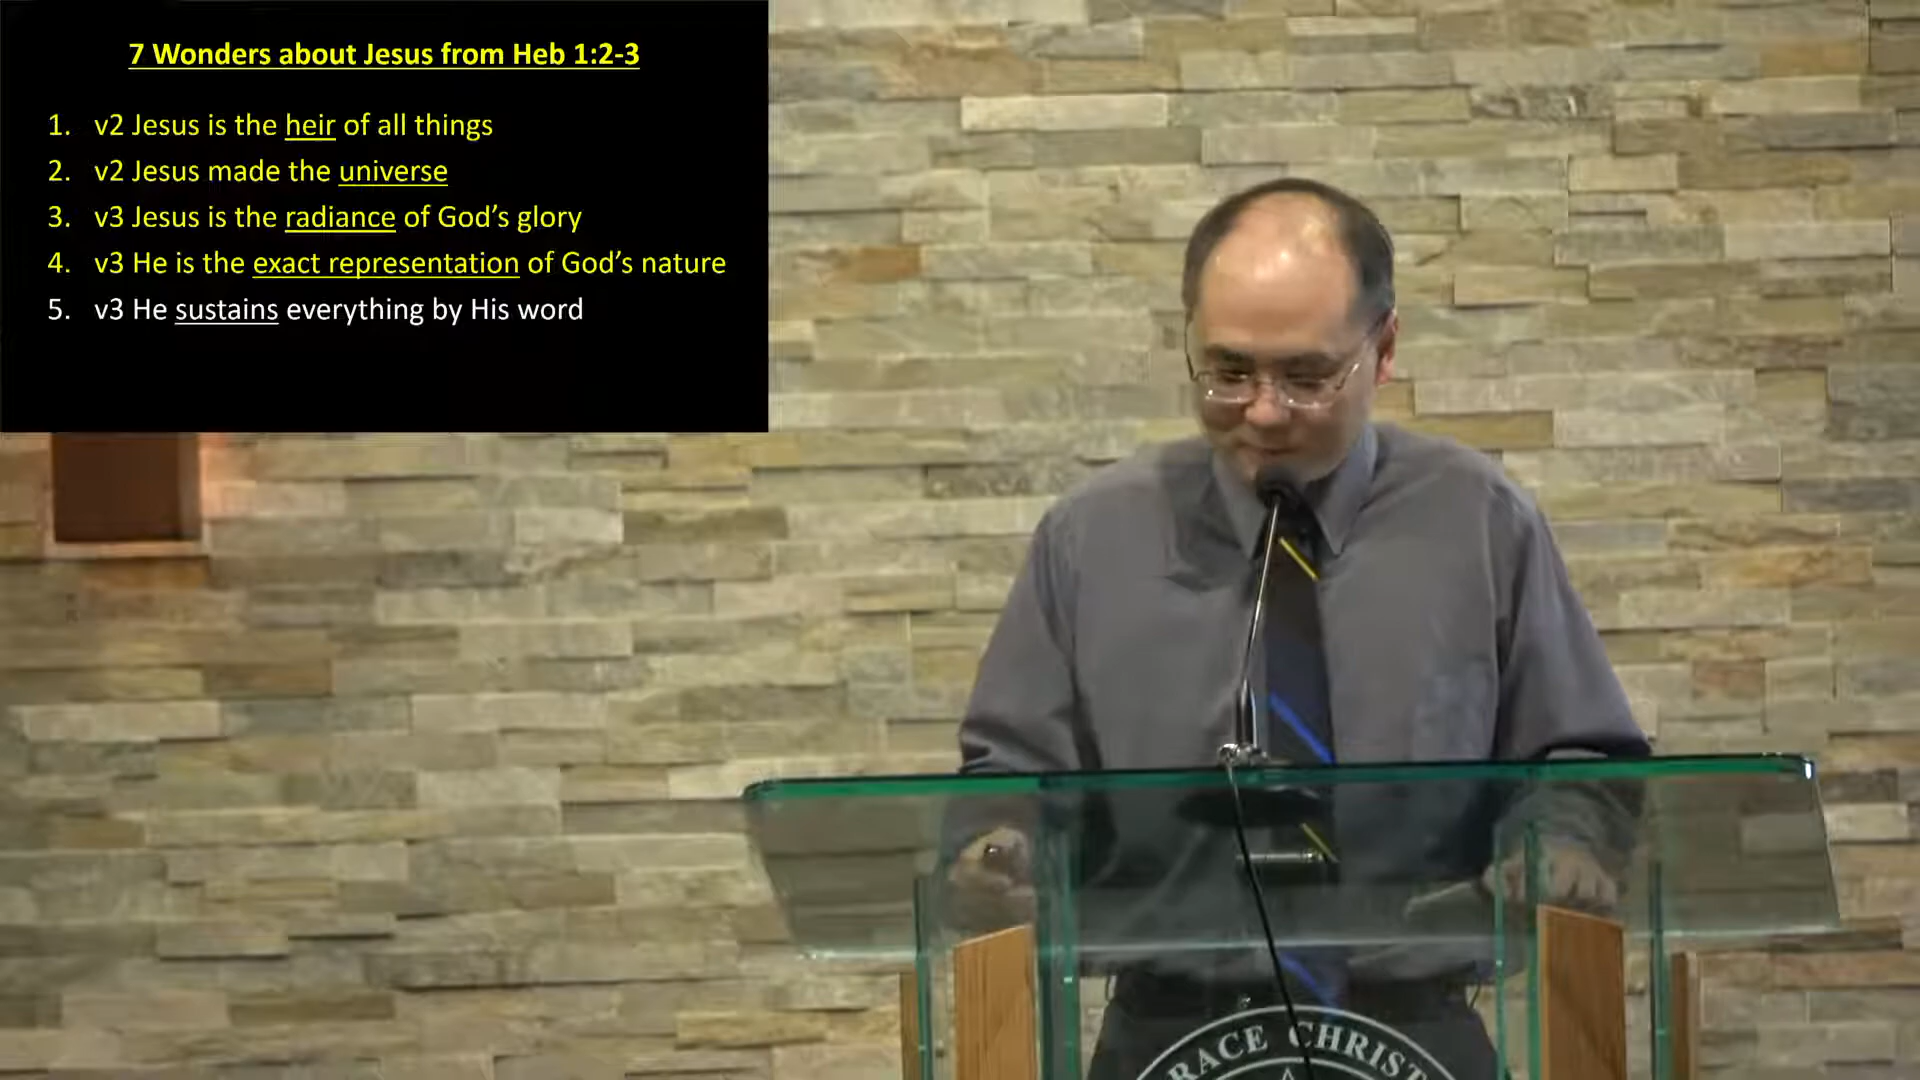 7 Wonders about Jesus from Heb 1:2-3
1. v2 Jesus is the heir of all things
2. v2 Jesus made the universe
3. v3 Jesus is the radiance of God's glory
4. v3 He is the exact representation of God's nature
5. v3 He sustains everything by His word
RACE CHRIST